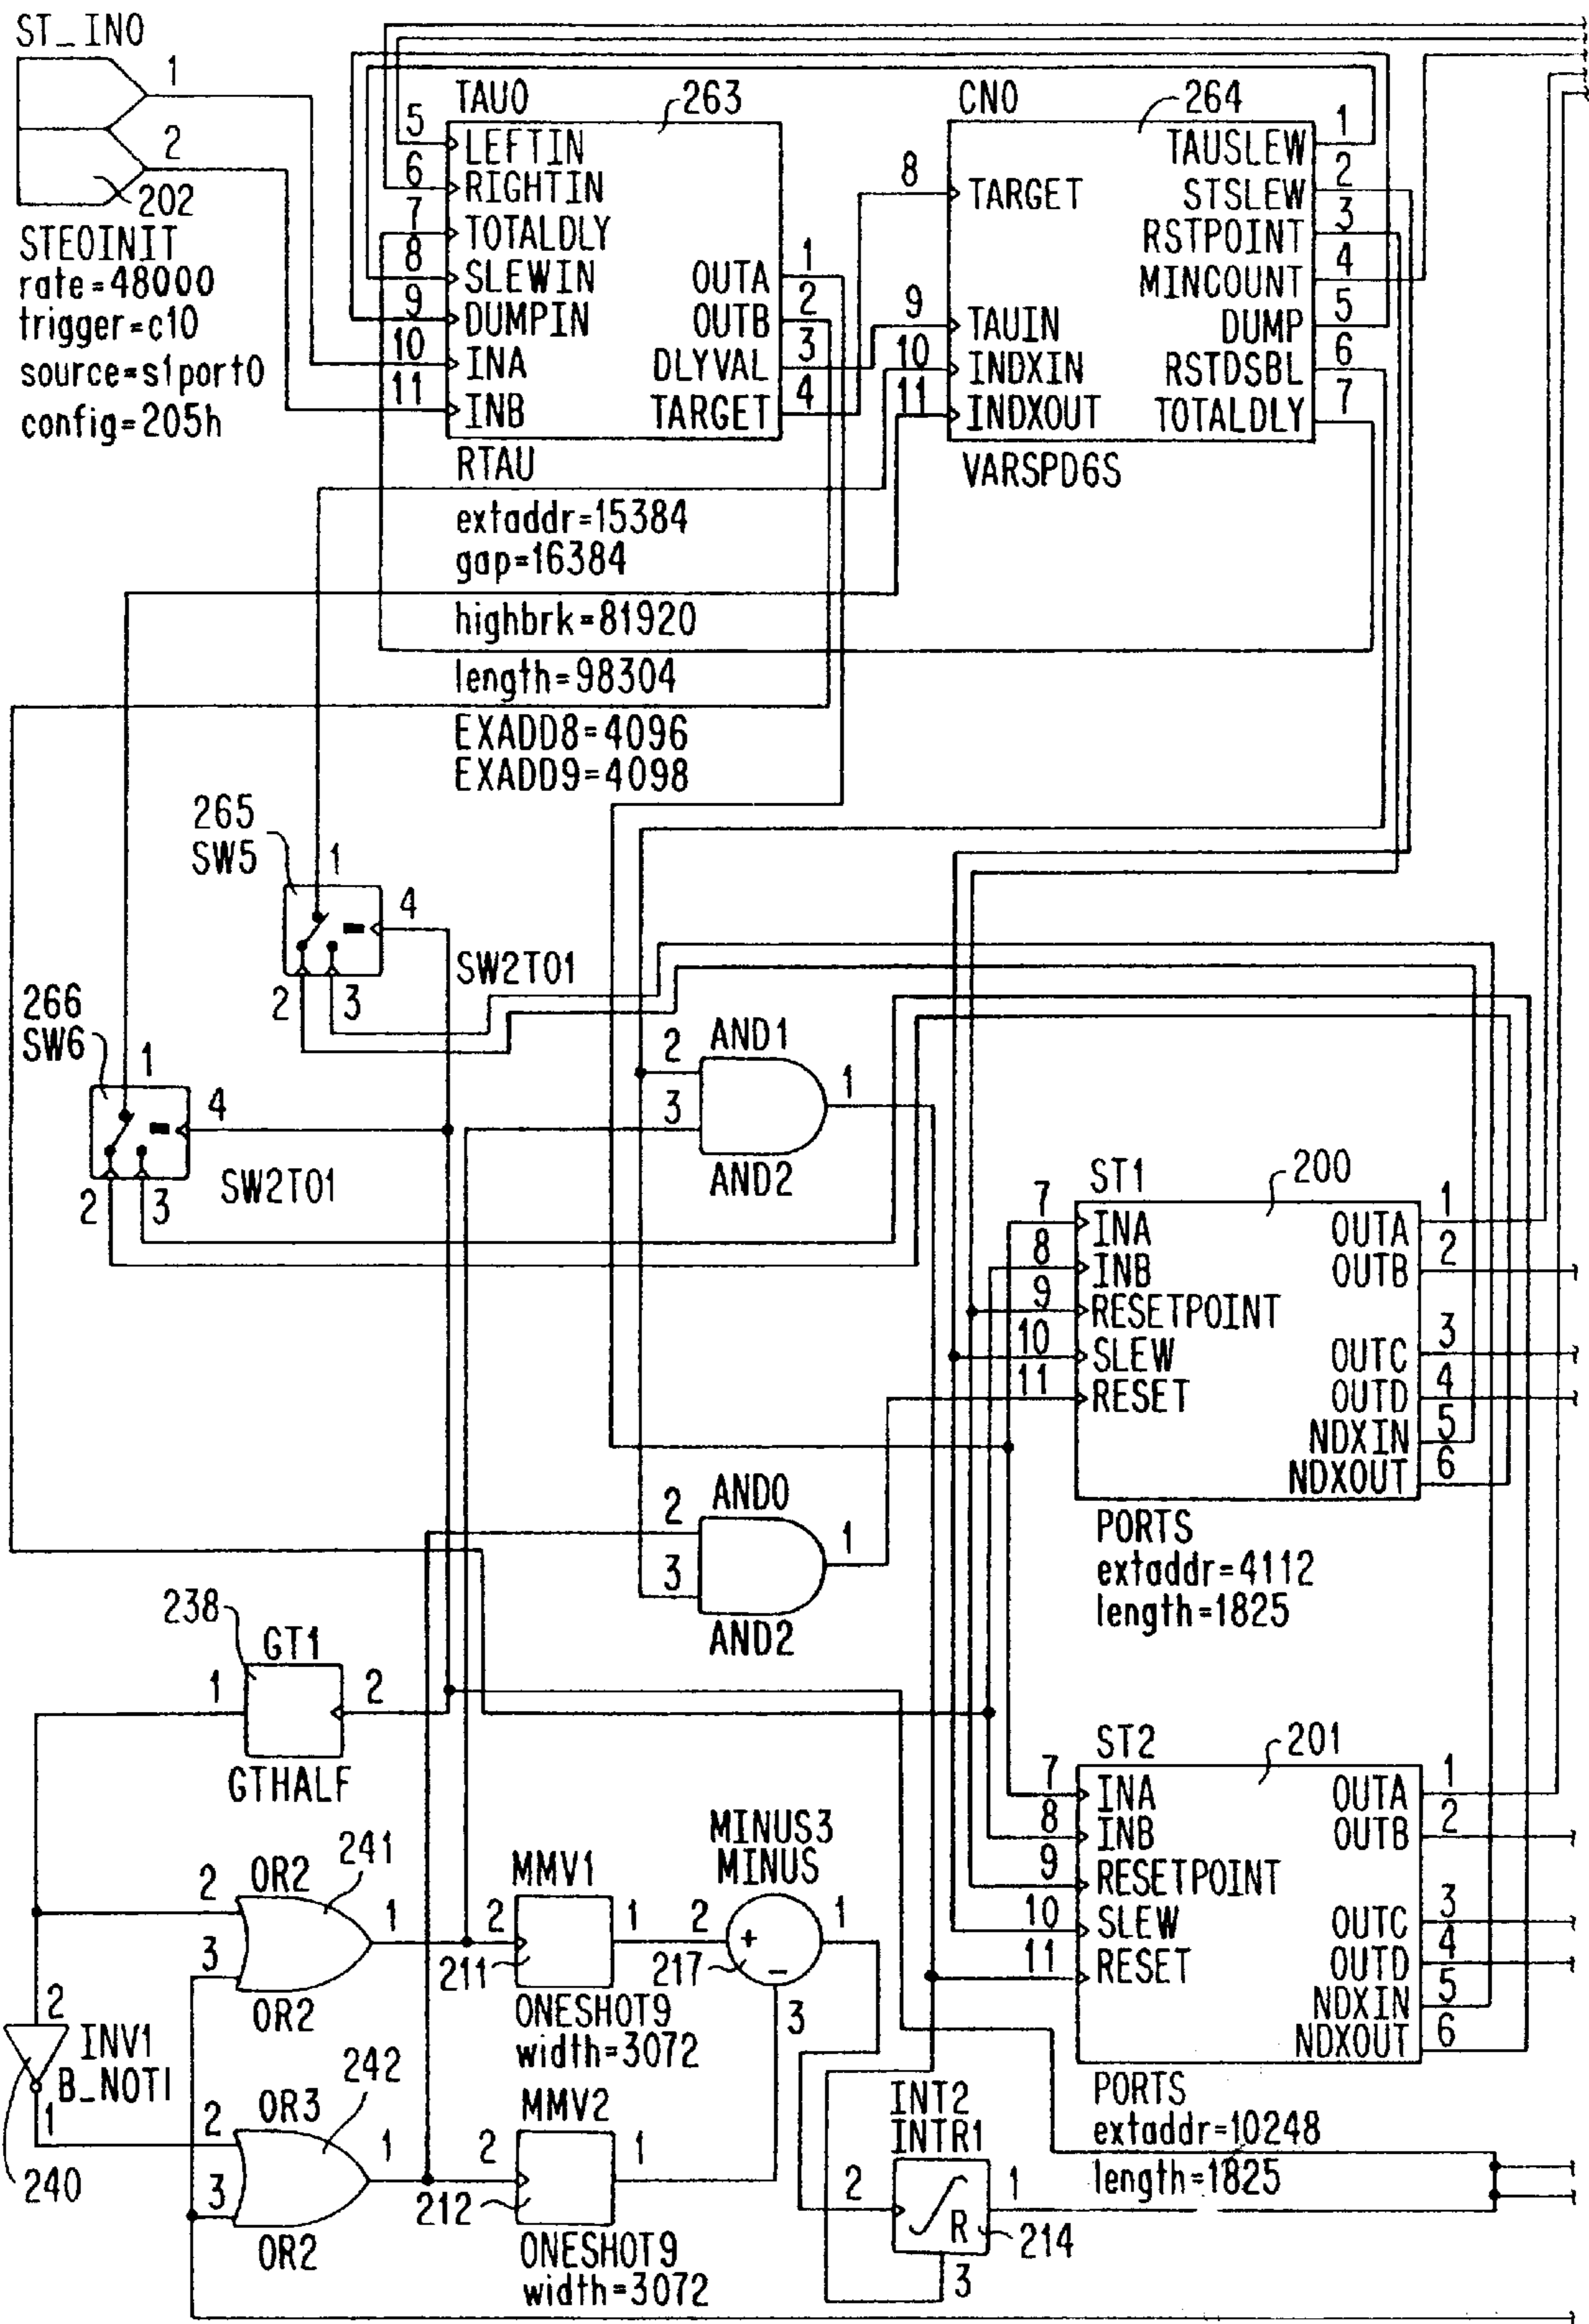 ST_IN0
1
2
202
STEOINIT
rate=48000
trigger=c10
source=s1port0
config=205h
TAU0
263
5 LEFTIN
6 RIGHTIN
7 TOTALDLY
8 SLEWIN
9 DUMPIN
10 INA
11 INB
OUTA 1
OUTB 2
DLYVAL 3
TARGET 4
RTAU
extaddr=15384
gap=16384
highbrk=81920
length=98304
EXADD8=4096
EXADD9=4098
CN0
264
8 TARGET
9 TAUIN
10 INDXIN
11 INDXOUT
TAUSLEW 1
STSLEW 2
RSTPOINT 3
MINCOUNT 4
DUMP 5
RSTDSBL 6
TOTALDLY 7
VARSPD6S
265
SW5
1
4
2 3
SW2TO1
266
SW6
1
4
2 3
SW2TO1
AND1
2
3
1
AND2
ST1
200
7 INA
8 INB
9 RESETPOINT
10 SLEW
11 RESET
OUTA 1
OUTB 2
OUTC 3
OUTD 4
NDXIN 5
NDXOUT 6
PORTS
extaddr=4112
length=1825
AND0
2
3
1
AND2
238
GT1
1
2
GTHALF
ST2
201
7 INA
8 INB
9 RESETPOINT
10 SLEW
11 RESET
OUTA 1
OUTB 2
OUTC 3
OUTD 4
NDXIN 5
NDXOUT 6
PORTS
extaddr=10248
length=1825
OR2
241
2
3
1
OR2
MMV1
2
1
211
ONESHOT9
width=3072
MINUS3
MINUS
2
+
−
1
217
3
2
INV1
B_NOTI
1
240
OR3
242
2
3
1
OR2
MMV2
2
1
212
ONESHOT9
width=3072
INT2
INTR1
2
R
1
214
3